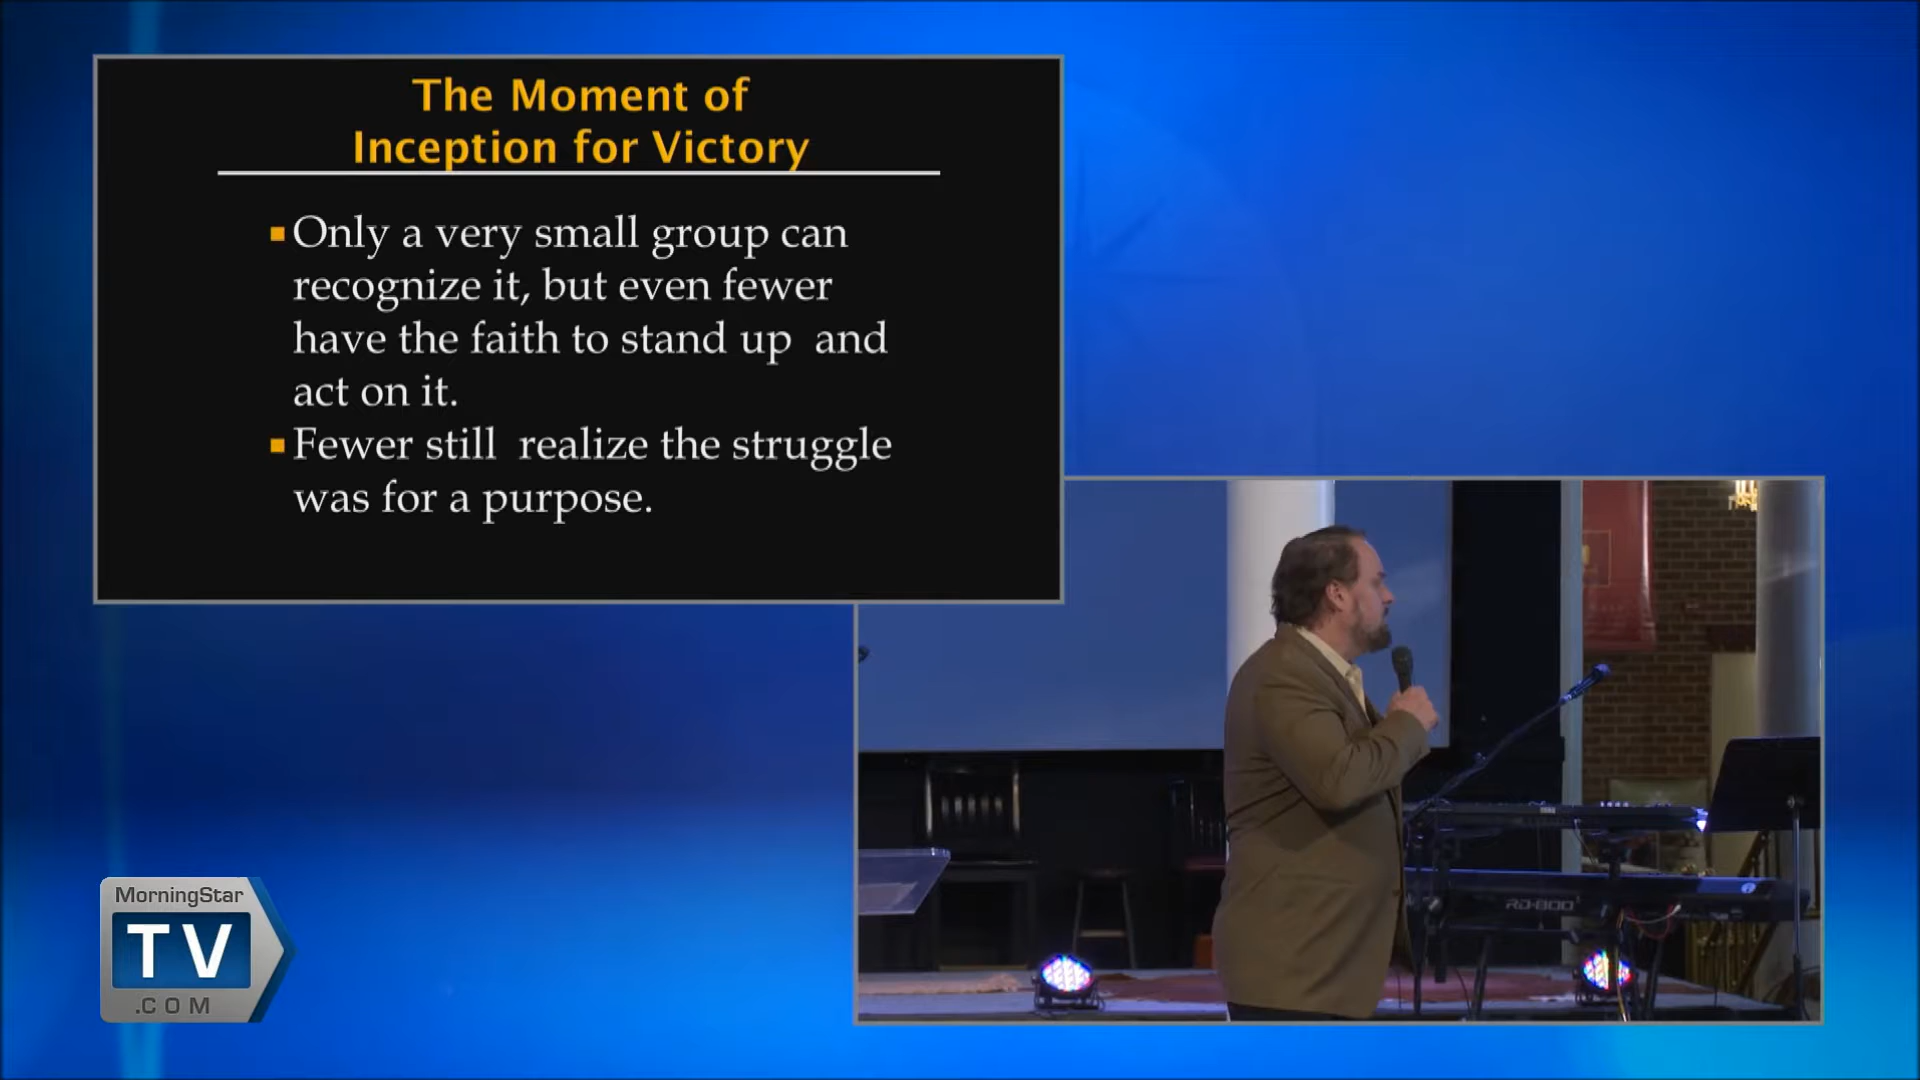 The Moment of
Inception for Victory
Only a very small group can
recognize it, but even fewer
have the faith to stand up and
act on it.
Fewer still realize the struggle
was for a purpose.
MorningStar
TV
.COM
RD-800